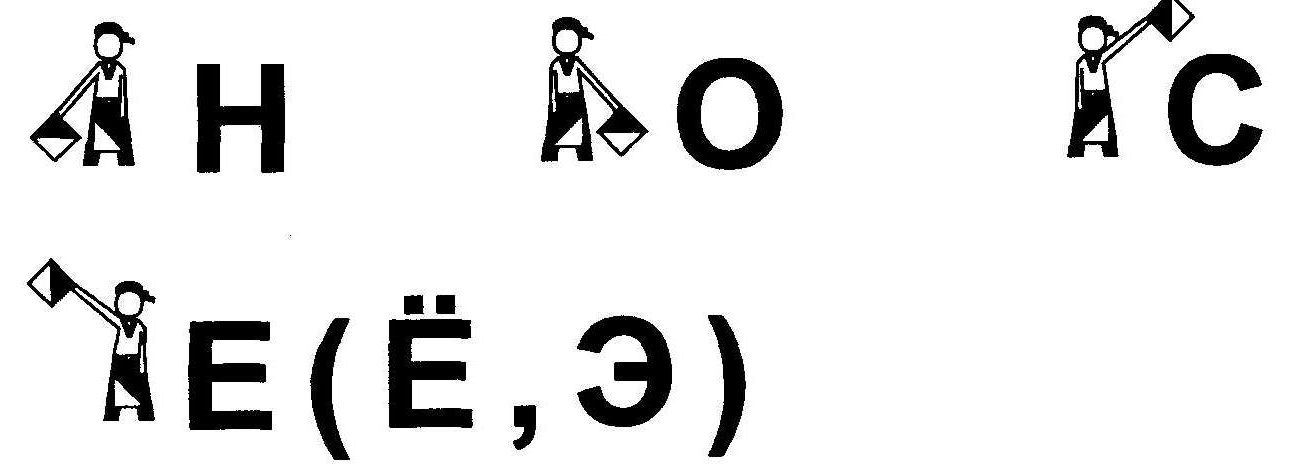 Н О С
Е(Ё,Э)